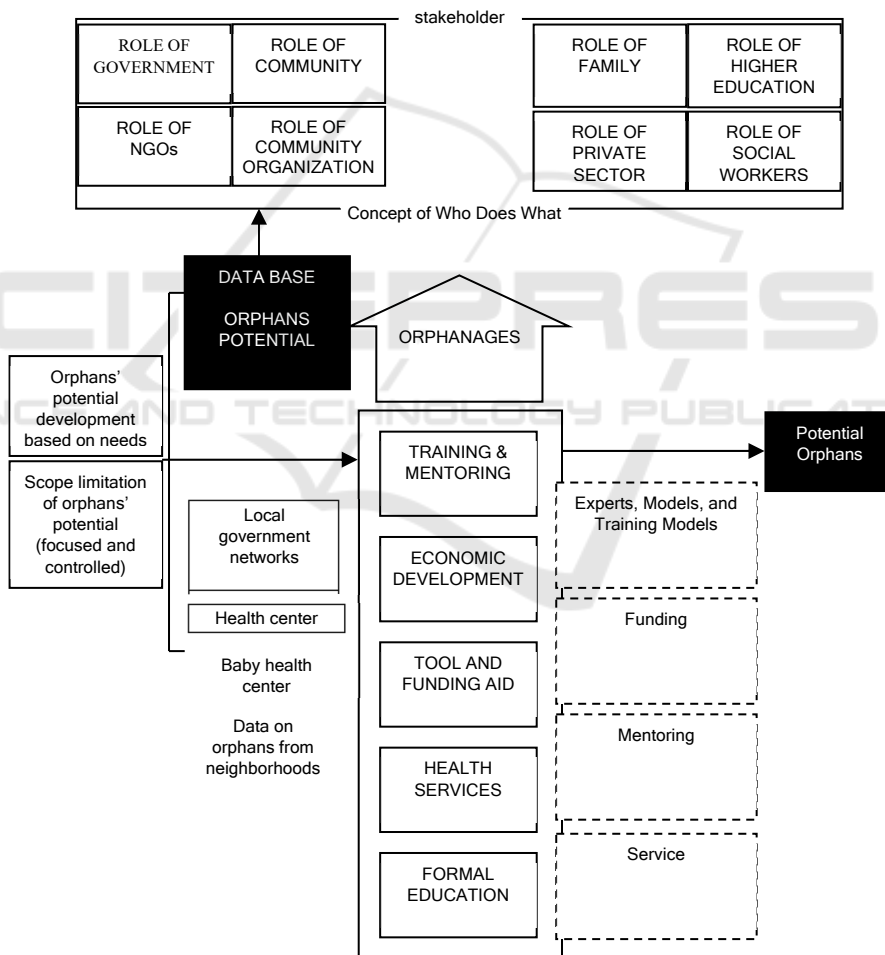 stakeholder
ROLE OF
GOVERNMENT
ROLE OF
COMMUNITY
ROLE OF
FAMILY
ROLE OF
HIGHER
EDUCATION
ROLE OF
NGOs
ROLE OF
COMMUNITY
ORGANIZATION
ROLE OF
PRIVATE
SECTOR
ROLE OF
SOCIAL
WORKERS
Concept of Who Does What
DATA BASE
ORPHANS
POTENTIAL
ORPHANAGES
Orphans'
potential
development
based on needs
Scope limitation
of orphans'
potential
(focused and
controlled)
Local
government
networks
Health center
Baby health
center
Data on
orphans from
neighborhoods
TRAINING &
MENTORING
ECONOMIC
DEVELOPMENT
TOOL AND
FUNDING AID
HEALTH
SERVICES
FORMAL
EDUCATION
Experts, Models, and
Training Models
Funding
Mentoring
Service
Potential
Orphans